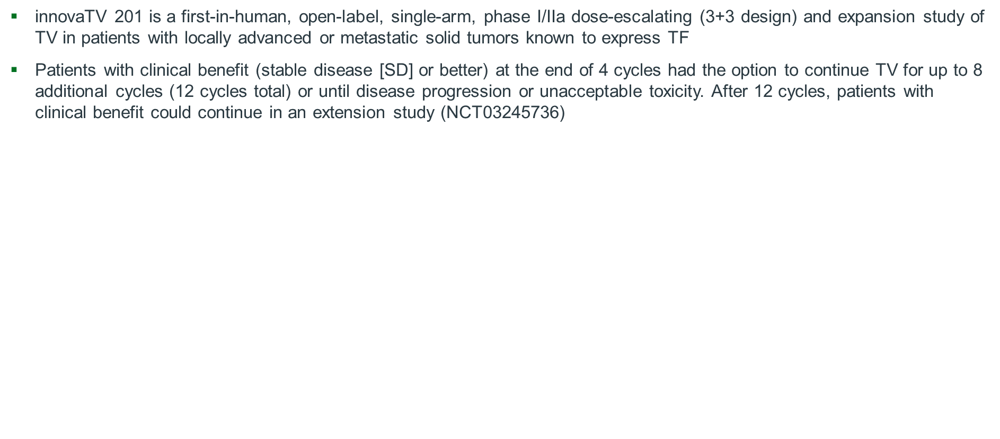 ▪ innovaTV 201 is a first-in-human, open-label, single-arm, phase I/IIa dose-escalating (3+3 design) and expansion study of
TV in patients with locally advanced or metastatic solid tumors known to express TF
▪ Patients with clinical benefit (stable disease [SD] or better) at the end of 4 cycles had the option to continue TV for up to 8
additional cycles (12 cycles total) or until disease progression or unacceptable toxicity. After 12 cycles, patients with
clinical benefit could continue in an extension study (NCT03245736)